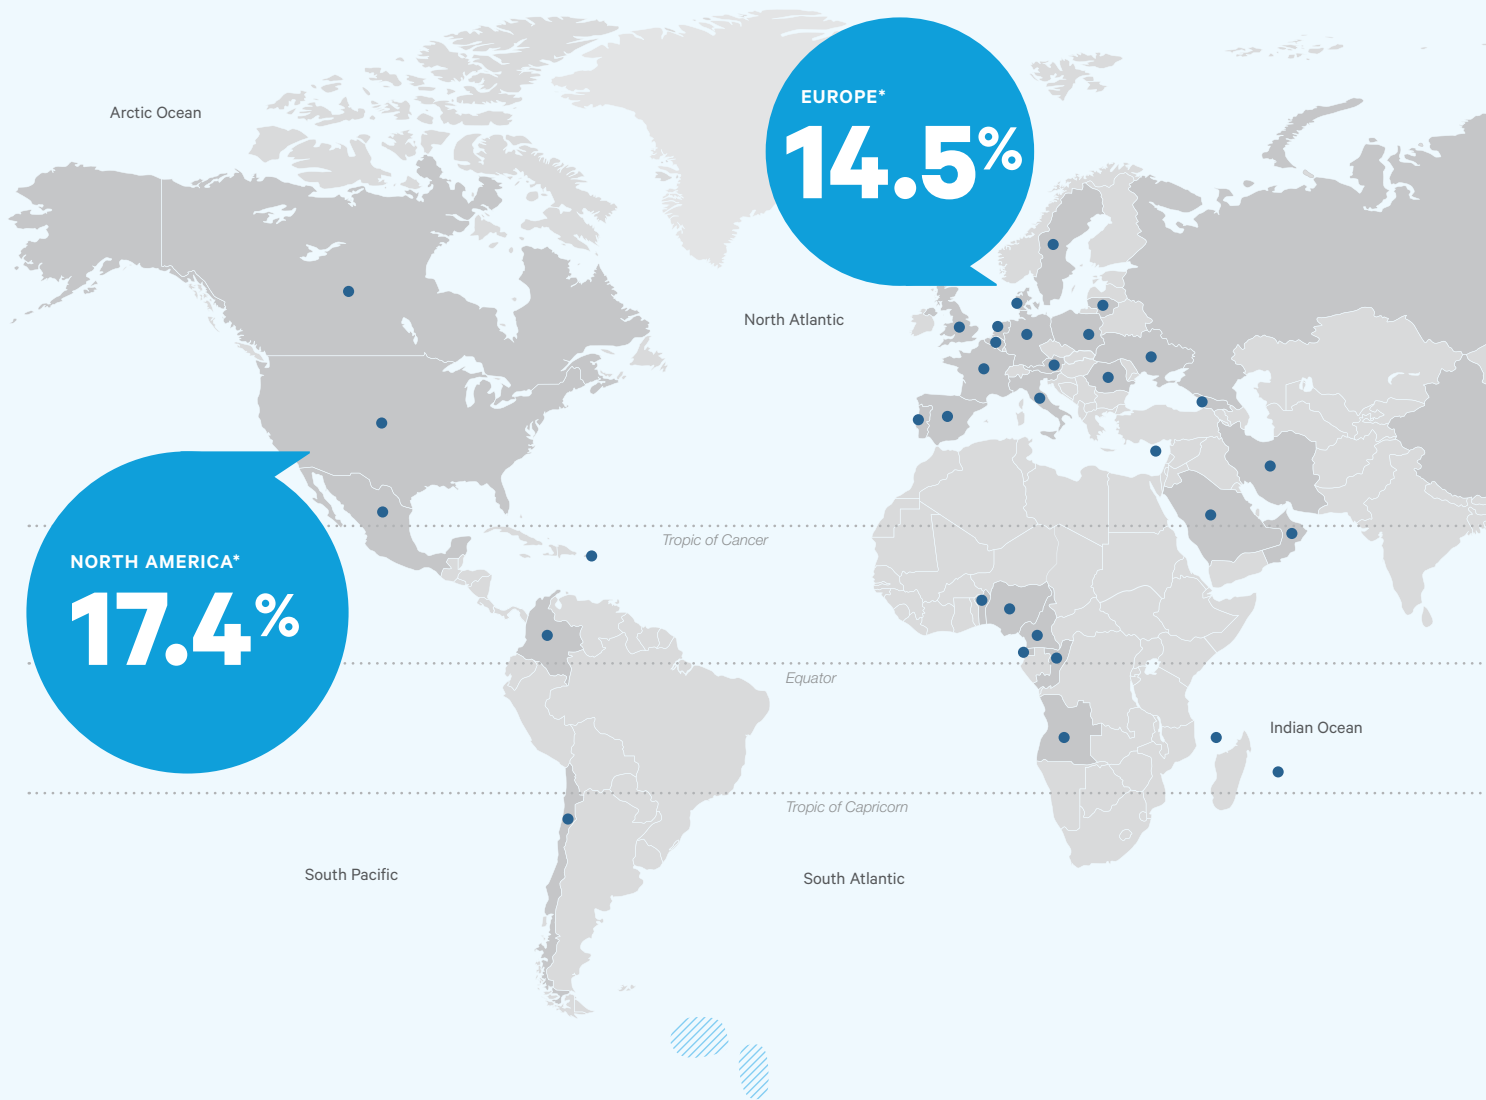 EUROPE*
14.5%
Arctic Ocean
North Atlantic
NORTH AMERICA*
17.4%
Tropic of Cancer
Equator
Indian Ocean
Tropic of Capricorn
South Pacific
South Atlantic